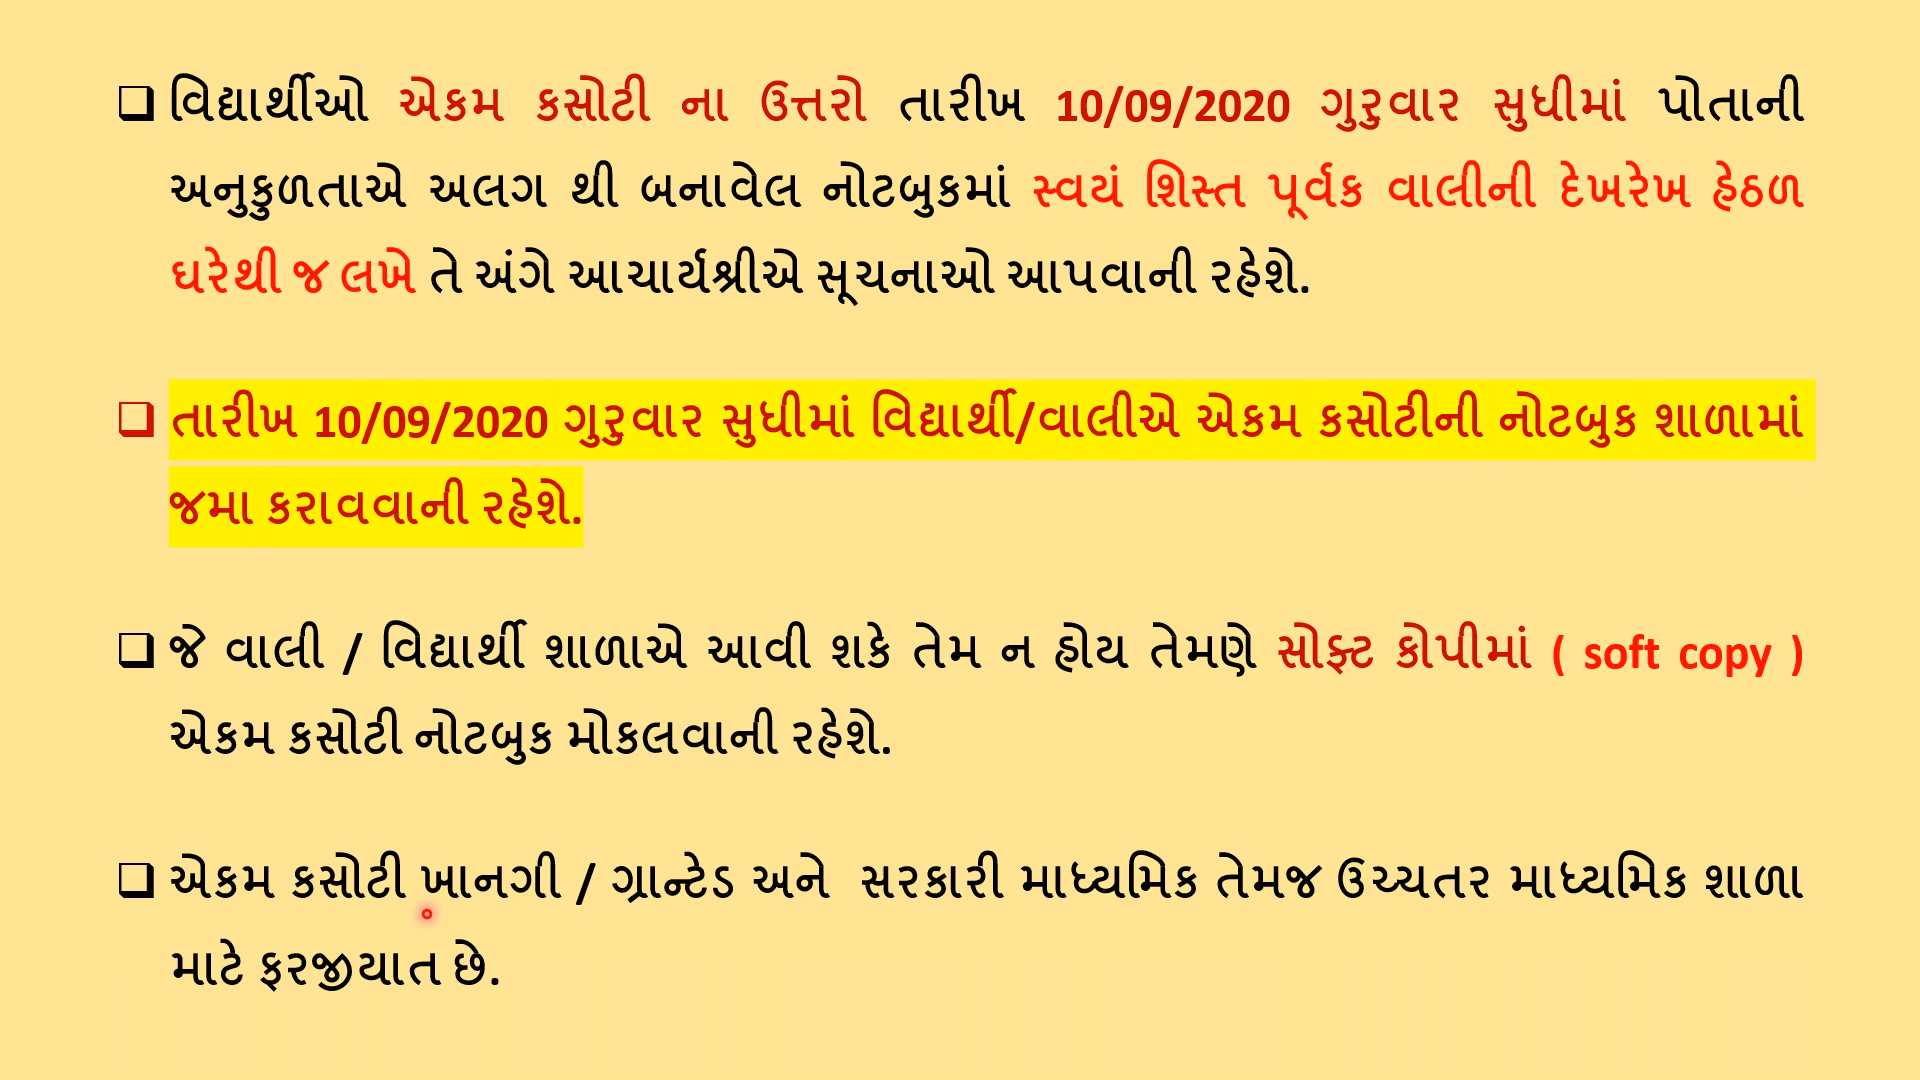 ❑ વિદ્યાર્થીઓ એકમ કસોટી ના ઉત્તરો તારીખ 10/09/2020 ગુરુવાર સુધીમાં પોતાની
અનુકુળતાએ અલગ થી બનાવેલ નોટબુકમાં સ્વયં શિસ્ત પૂર્વક વાલીની દેખરેખ હેઠળ
ઘરેથી જ લખે તે અંગે આચાર્યશ્રીએ સૂચનાઓ આપવાની રહેશે.
❑ તારીખ 10/09/2020 ગુરુવાર સુધીમાં વિદ્યાર્થી/વાલીએ એકમ કસોટીની નોટબુક શાળામાં
જમા કરાવવાની રહેશે.
❑ જે વાલી / વિદ્યાર્થી શાળાએ આવી શકે તેમ ન હોય તેમણે સોફ્ટ કોપીમાં ( soft copy )
એકમ કસોટી નોટબુક મોકલવાની રહેશે.
❑ એકમ કસોટી ખાનગી / ગ્રાન્ટેડ અને સરકારી માધ્યમિક તેમજ ઉચ્ચતર માધ્યમિક શાળા
માટે ફરજીયાત છે.